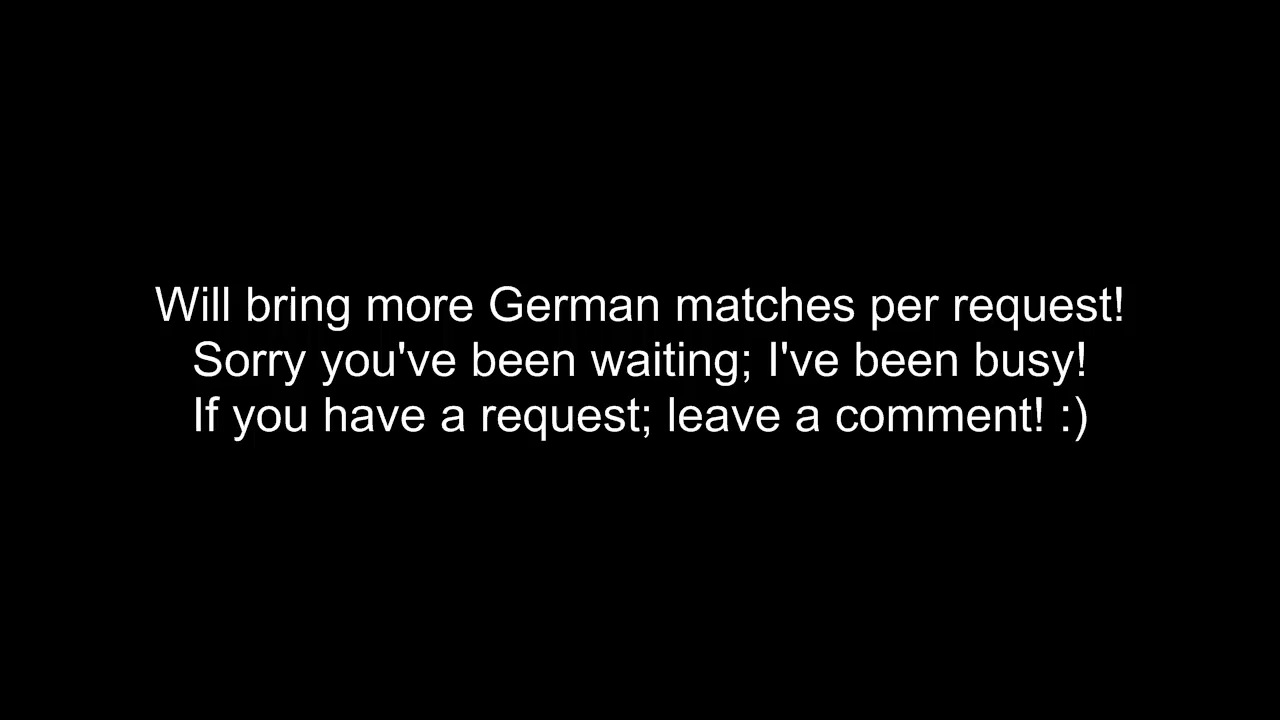 Will bring more German matches per request!
Sorry you've been waiting; I've been busy!
If you have a request; leave a comment! :)